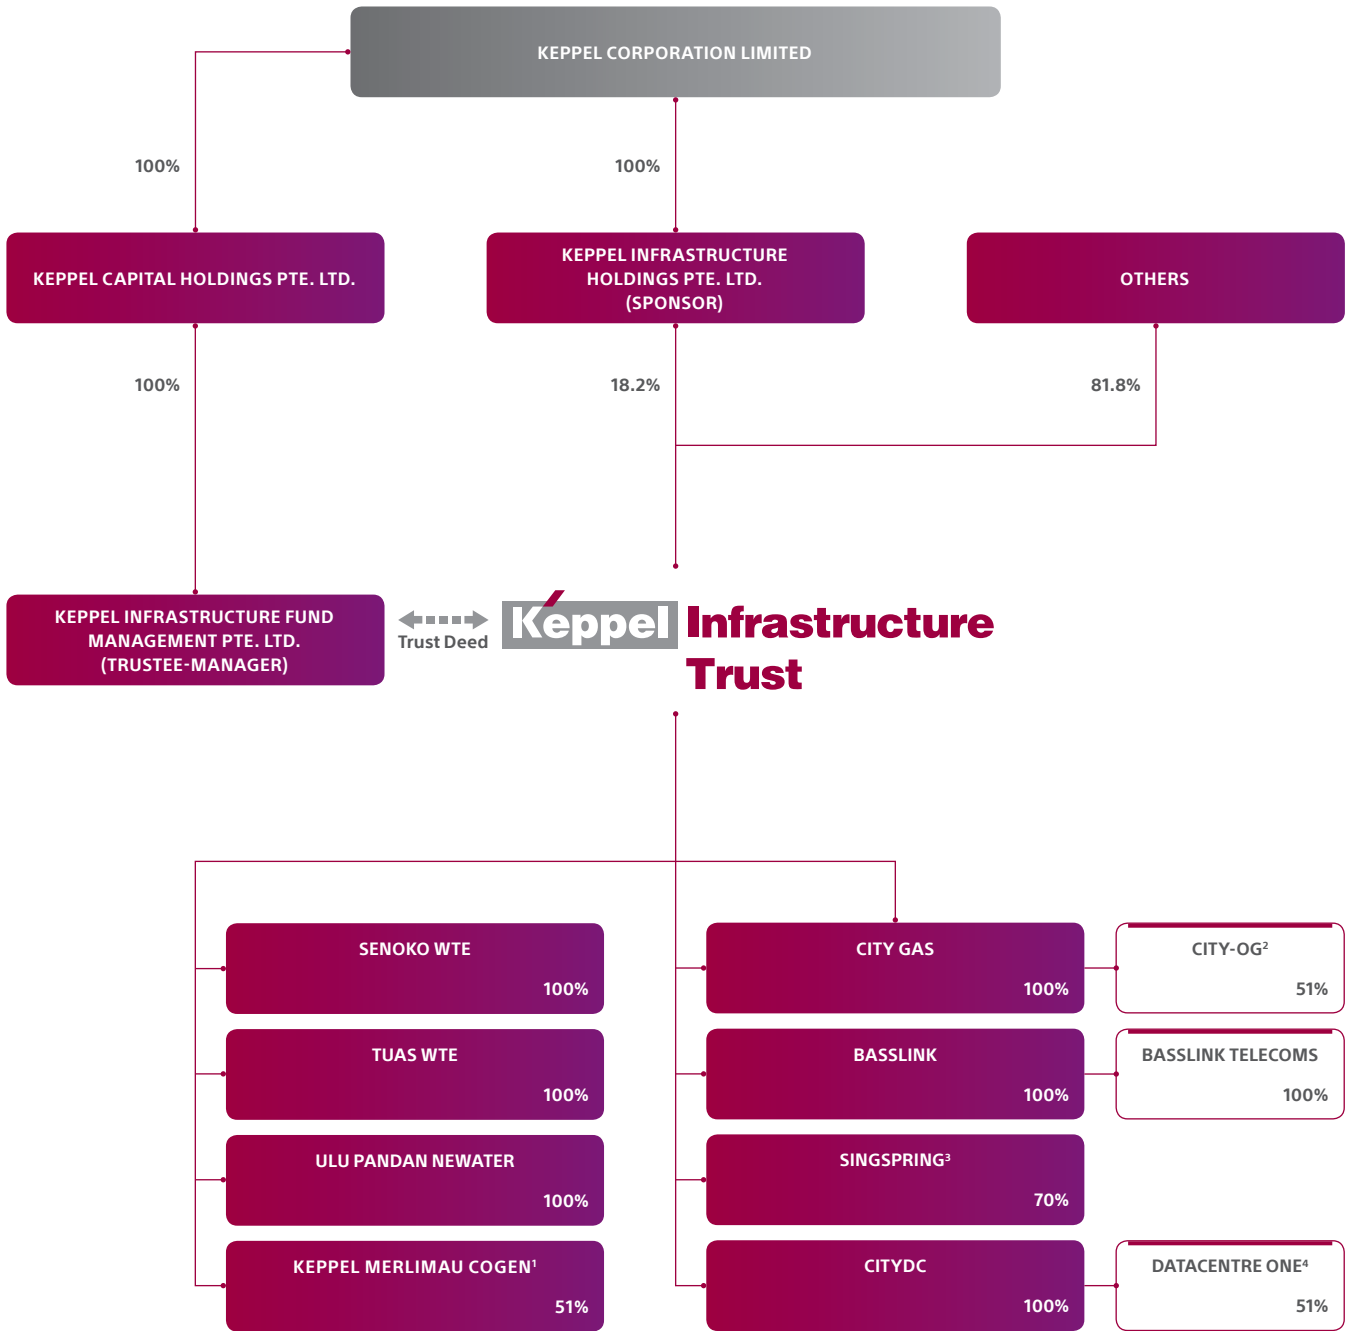 KEPPEL CORPORATION LIMITED
100%
100%
KEPPEL CAPITAL HOLDINGS PTE. LTD.
KEPPEL INFRASTRUCTURE
HOLDINGS PTE. LTD.
(SPONSOR)
OTHERS
100%
18.2%
81.8%
KEPPEL INFRASTRUCTURE FUND
MANAGEMENT PTE. LTD.
(TRUSTEE-MANAGER)
Trust Deed
Keppel Infrastructure
Trust
SENOKO WTE
100%
CITY GAS
100%
CITY-OG²
51%
TUAS WTE
100%
BASSLINK
100%
BASSLINK TELECOMS
100%
ULU PANDAN NEWATER
100%
SINGSPRING³
70%
KEPPEL MERLIMAU COGEN¹
51%
CITYDC
100%
DATACENTRE ONE⁴
51%